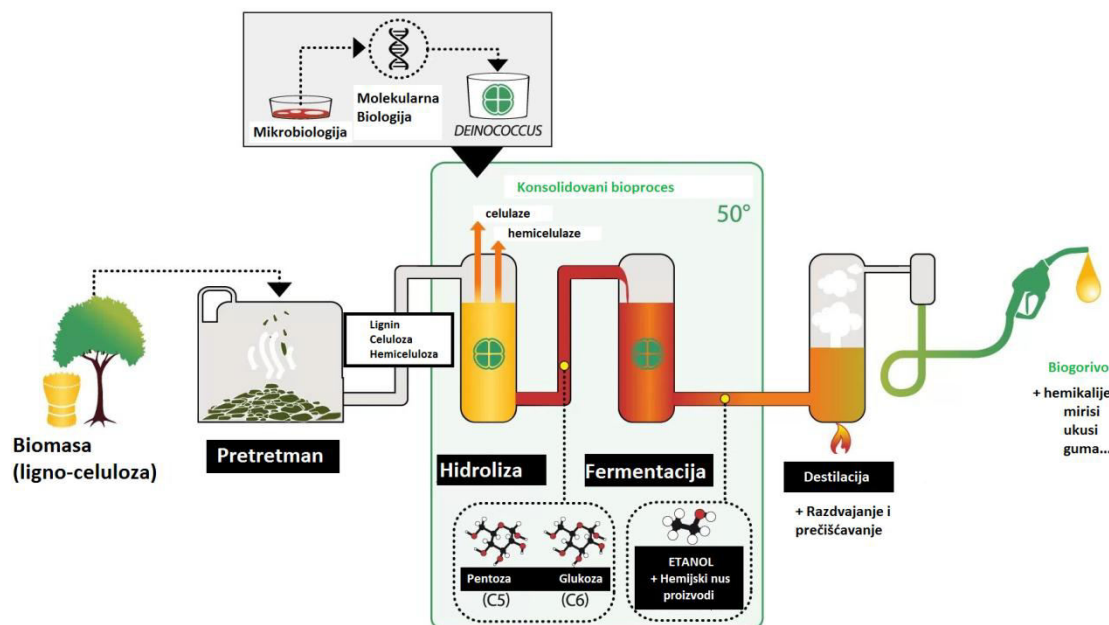 Mikrobiologija
Molekularna
Biologija
DEINOCOCCUS
Konsolidovani bioproces
50°
celulaze
hemicelulaze
Lignin
Celuloza
Hemiceluloza
Biomasa
(ligno-celuloza)
Pretretman
Hidroliza
Fermentacija
Destilacija
+ Razdvajanje i
prečišćavanje
Biogorivo
+ hemikalije
mirisi
ukusi
guma...
Pentoza
(C5)
Glukoza
(C6)
ETANOL
+ Hemijski nus
proizvodi